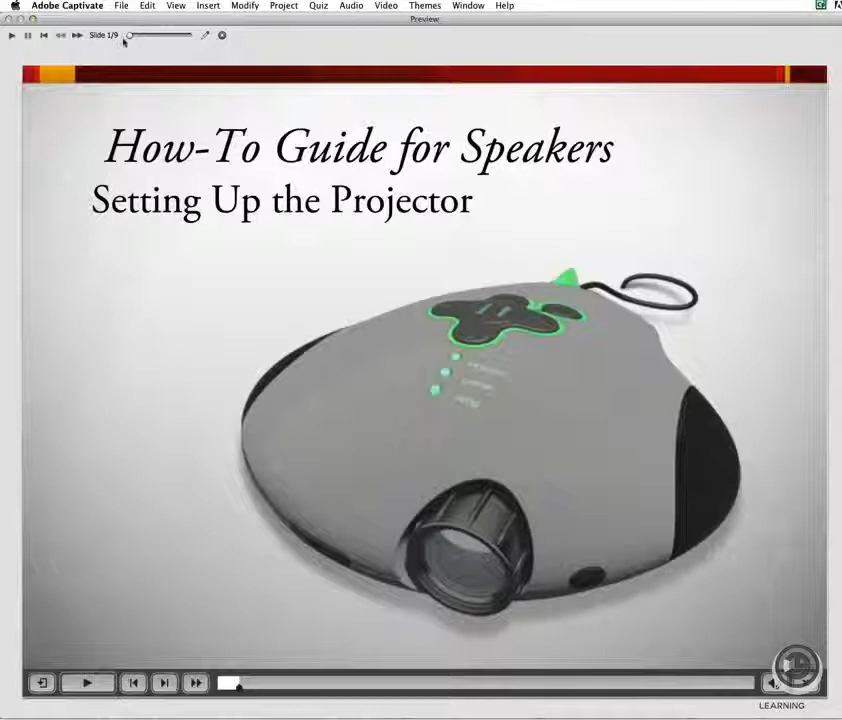 Adobe Captivate File Edit View Insert Modify Project Quiz Audio Video Themes Window Help
Preview
Slide 1/9
How-To Guide for Speakers
Setting Up the Projector
LEARNING